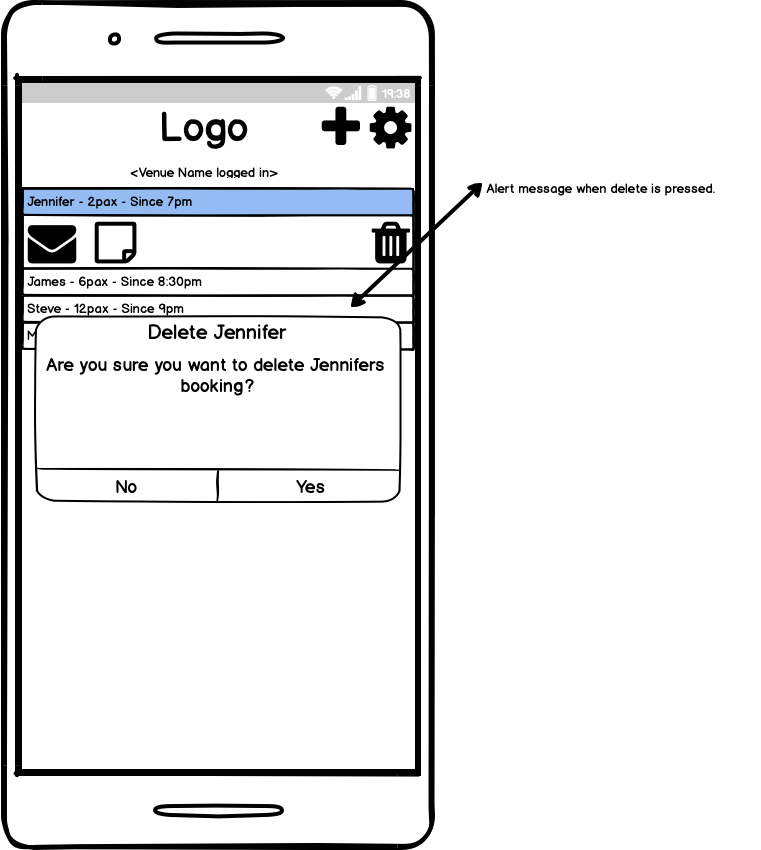 19:38
Logo
<Venue Name logged in>
Jennifer - 2pax - Since 7pm
Alert message when delete is pressed.
James - 6pax - Since 8:30pm
Steve - 12pax - Since 9pm
M
Delete Jennifer
Are you sure you want to delete Jennifers
booking?
No
Yes